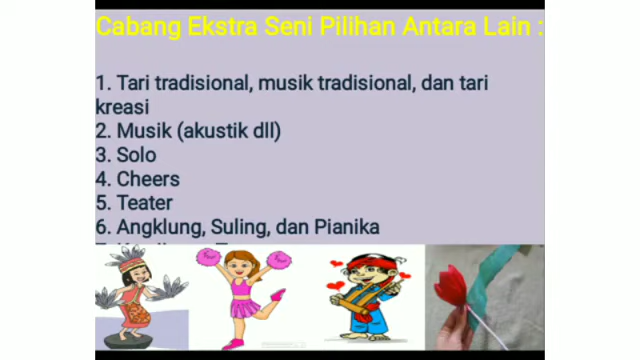 Cabang Ekstra Seni Pilihan Antara Lain :
1. Tari tradisional, musik tradisional, dan tari
kreasi
2. Musik (akustik dll)
3. Solo
4. Cheers
5. Teater
6. Angklung, Suling, dan Pianika